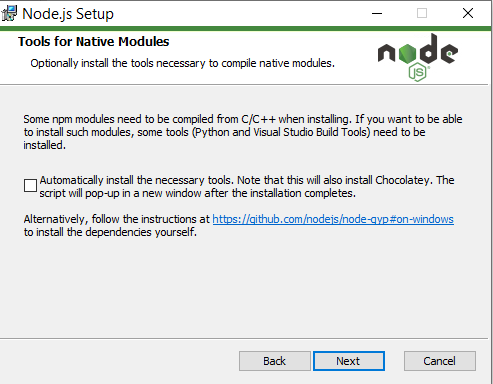 Node.js Setup
Tools for Native Modules
Optionally install the tools necessary to compile native modules.
node
JS
Some npm modules need to be compiled from C/C++ when installing. If you want to be able
to install such modules, some tools (Python and Visual Studio Build Tools) need to be
installed.
Automatically install the necessary tools. Note that this will also install Chocolatey. The
script will pop-up in a new window after the installation completes.
Alternatively, follow the instructions at https://github.com/nodejs/node-gyp#on-windows
to install the dependencies yourself.
Back
Next
Cancel